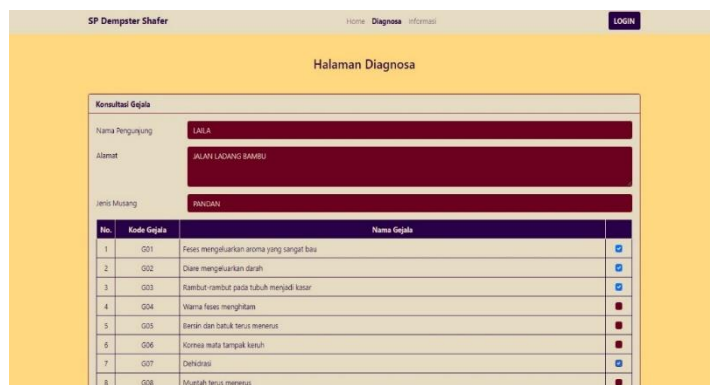 SP Dempster Shafer Home Diagnosa Informasi LOGIN
Halaman Diagnosa
Konsultasi Gejala
Nama Pengunjung LAILA
Alamat JALAN LADANG BAMBU
Jenis Musang PANDAN
No. Kode Gejala Nama Gejala
1 G01 Feses mengeluarkan aroma yang sangat bau
2 G02 Diare mengeluarkan darah
3 G03 Rambut-rambut pada tubuh menjadi kasar
4 G04 Warna feses menghitam
5 G05 Bersin dan batuk terus menerus
6 G06 Kornea mata tampak keruh
7 G07 Dehidrasi
8 G08 Muntah terus menerus